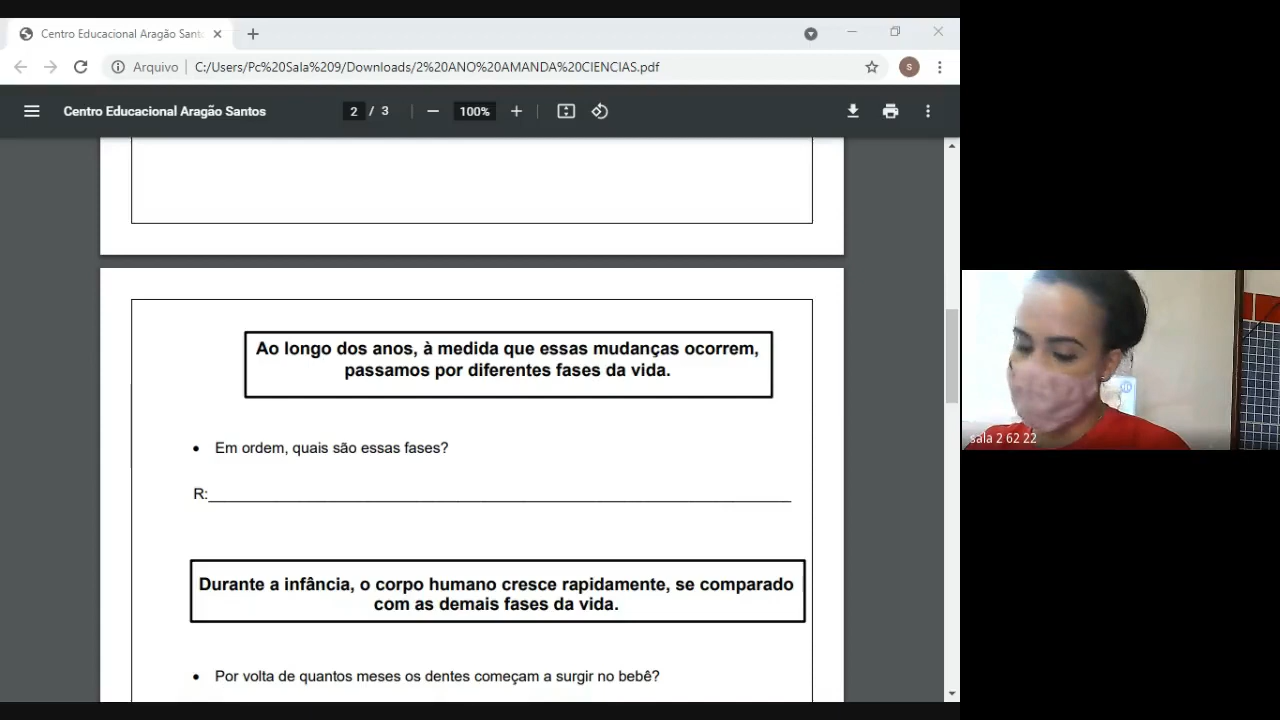 Centro Educacional Aragão Sant
Arquivo
C:/Users/Pc%20Sala%209/Downloads/2%20ANO%20AMANDA%20CIENCIAS.pdf
S
Centro Educacional Aragão Santos
2 / 3
100%
Ao longo dos anos, à medida que essas mudanças ocorrem,
passamos por diferentes fases da vida.
• Em ordem, quais são essas fases?
R:
Durante a infância, o corpo humano cresce rapidamente, se comparado
com as demais fases da vida.
• Por volta de quantos meses os dentes começam a surgir no bebê?
sala 2 62 22